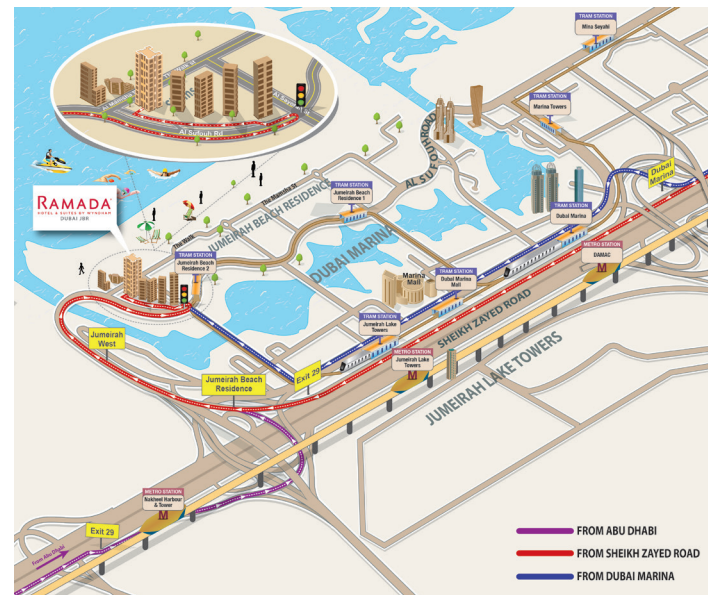 TRAM STATION
Mina Seyahi
TRAM STATION
Marina Towers
Al Sufouh Rd
RAMADA
HOTEL & SUITES BY WYNDHAM
DUBAI JBR
The Mamsha St
The Walk
JUMEIRAH BEACH RESIDENCE
AL SUFOUH ROAD
TRAM STATION
Jumeirah Beach
Residence 1
DUBAI MARINA
Dubai
Marina
TRAM STATION
Dubai Marina
METRO STATION
DAMAC
M
TRAM STATION
Jumeirah Beach
Residence 2
Marina
Mall
TRAM STATION
Dubai Marina
Mall
TRAM STATION
Jumeirah Lake
Towers
SHEIKH ZAYED ROAD
METRO STATION
Jumeirah Lake
Towers
M
JUMEIRAH LAKE TOWERS
Jumeirah
West
Jumeirah Beach
Residence
Exit 29
METRO STATION
Nakheel Harbour
& Tower
M
Exit 29
From Abu Dhabi
FROM ABU DHABI
FROM SHEIKH ZAYED ROAD
FROM DUBAI MARINA